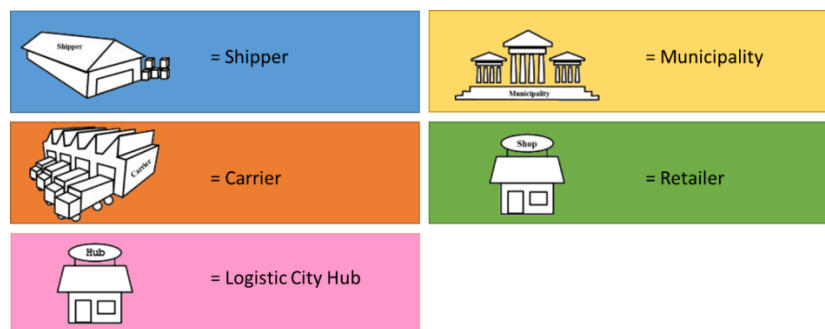 Shipper
= Shipper
Municipality
= Municipality
Carrier
= Carrier
Shop
= Retailer
Hub
= Logistic City Hub